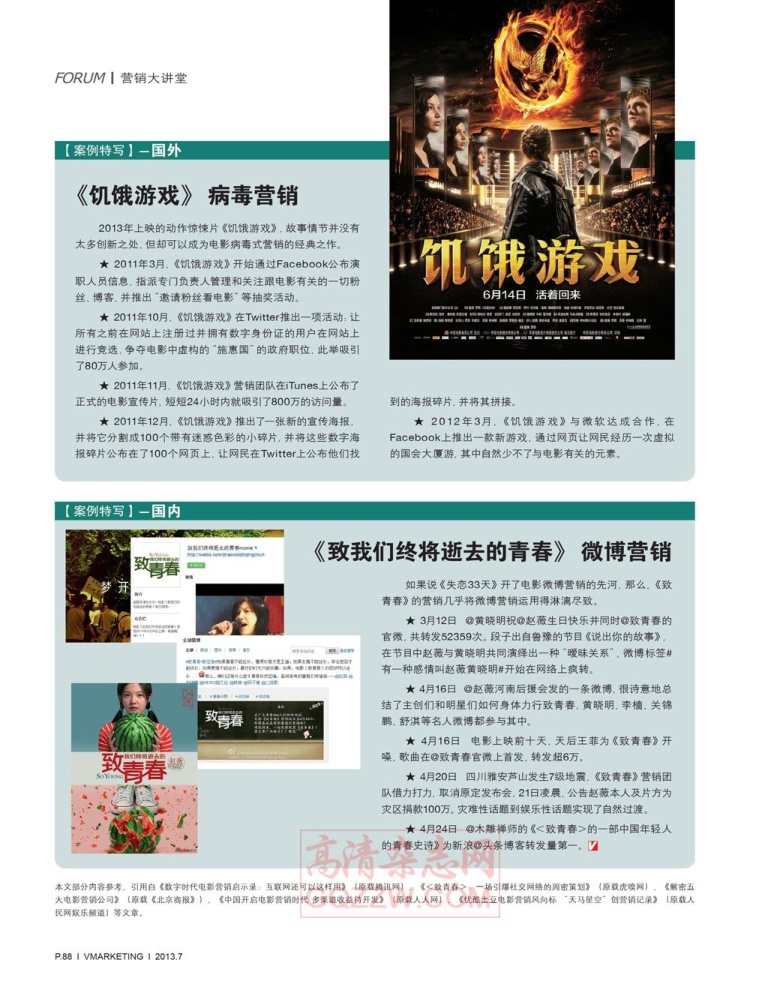 FORUM | 营销大讲堂
【案例特写】—国外
《饥饿游戏》 病毒营销
2013年上映的动作惊悚片《饥饿游戏》, 故事情节并没有
太多创新之处, 但却可以成为电影病毒式营销的经典之作。
★ 2011年3月,《饥饿游戏》开始通过Facebook公布演
职人员信息, 指派专门负责人管理和关注跟电影有关的一切粉
丝, 博客, 并推出“邀请粉丝看电影”等抽奖活动。
★ 2011年10月,《饥饿游戏》在Twitter推出一项活动: 让
所有之前在网站上注册过并拥有数字身份证的用户在网站上
进行竞选, 争夺电影中虚构的“施惠国”的政府职位, 此举吸引
了80万人参加。
★ 2011年11月,《饥饿游戏》营销团队在iTunes上公布了
正式的电影宣传片, 短短24小时内就吸引了800万的访问量。
★ 2011年12月,《饥饿游戏》推出了一张新的宣传海报,
并将它分割成100个带有迷惑色彩的小碎片, 并将这些数字海
报碎片公布在了100个网页上, 让网民在Twitter上公布他们找
饥饿游戏
6月14日 活着回来
到的海报碎片, 并将其拼接。
★ 2012年3月,《饥饿游戏》与微软达成合作, 在
Facebook上推出一款新游戏, 通过网页让网民经历一次虚拟
的国会大厦游, 其中自然少不了与电影有关的元素。
【案例特写】—国内
《致我们终将逝去的青春》 微博营销
如果说《失恋33天》开了电影微博营销的先河, 那么,《致
青春》的营销几乎将微博营销运用得淋漓尽致。
★ 3月12日 @黄晓明祝@赵薇生日快乐并同时@致青春的
官微, 共转发52359次。段子出自鲁豫的节目《说出你的故事》,
在节目中赵薇与黄晓明共同演绎出一种“暧昧关系”, 微博标签#
有一种感情叫赵薇黄晓明#开始在网络上疯转。
★ 4月16日 @赵薇河南后援会发的一条微博, 很诗意地总
结了主创们和明星们如何身体力行致青春, 黄晓明, 李樯, 关锦
鹏, 舒淇等名人微博都参与其中。
★ 4月16日 电影上映前十天, 天后王菲为《致青春》开
嗓, 歌曲在@致青春官微上首发, 转发超6万。
★ 4月20日 四川雅安芦山发生7级地震,《致青春》营销团
队借力打力, 取消原定发布会, 21日凌晨, 公告赵薇本人及片方为
灾区捐款100万, 灾难性话题到娱乐性话题实现了自然过渡。
★ 4月24日 @木雕禅师的《<致青春>的一部中国年轻人
的青春史诗》为新浪@头条博客转发量第一。
梦 开
SO YOUNG
致青春
致我们终将逝去的青春movie
致青春
我们终将逝去的
致青春
SO YOUNG
高清杂志网
GQZZW.COM
本文部分内容参考, 引用自《数字时代电影营销启示录: 互联网还可以这样用》(原载腾讯网),《<致青春>: 一场引爆社交网络的周密策划》(原载虎嗅网),《解密五
大电影营销公司》(原载《北京商报》),《中国开启电影营销时代 多渠道收益待开发》(原载人人网),《优酷土豆电影营销风向标 “天马星空”创营销记录》(原载人
民网娱乐频道) 等文章。
P.88 I VMARKETING I 2013.7